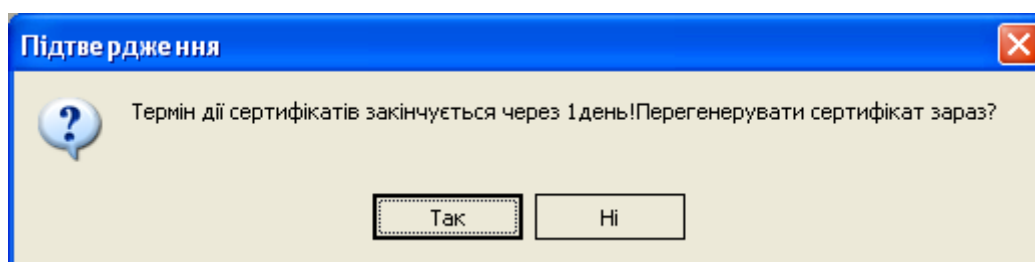 Підтвердження
Термін дії сертифікатів закінчується через 1день!Перегенерувати сертифікат зараз?
Так
Ні